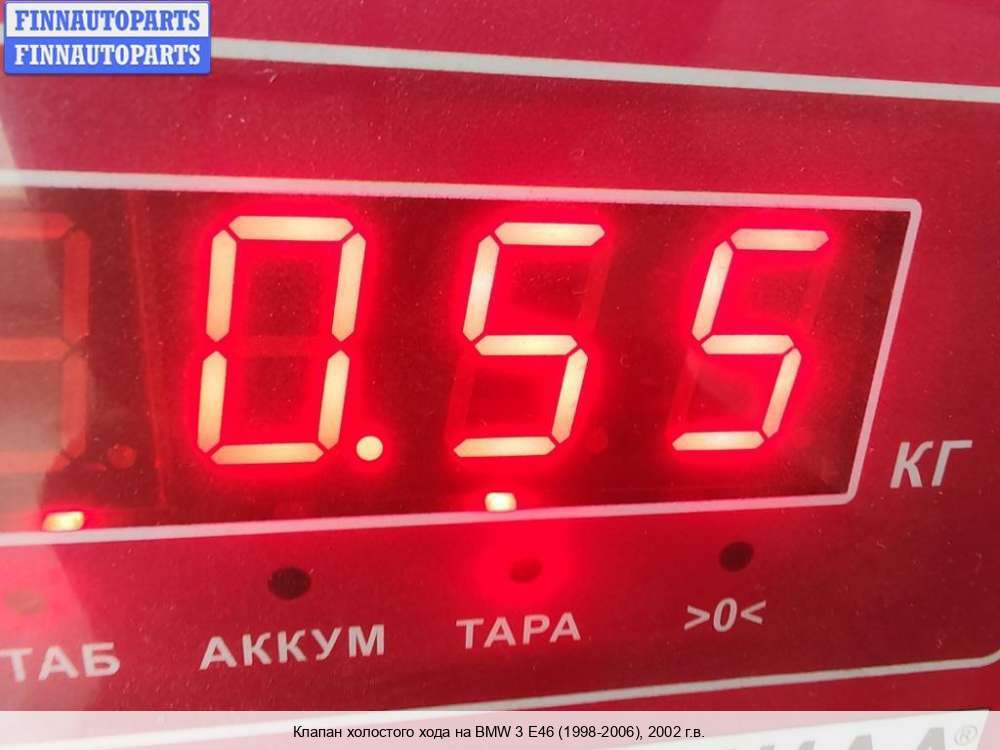 FINNAUTOPARTS
FINNAUTOPARTS
0.55
КГ
ТАБ АККУМ ТАРА >0<
Клапан холостого хода на BMW 3 E46 (1998-2006), 2002 г.в.